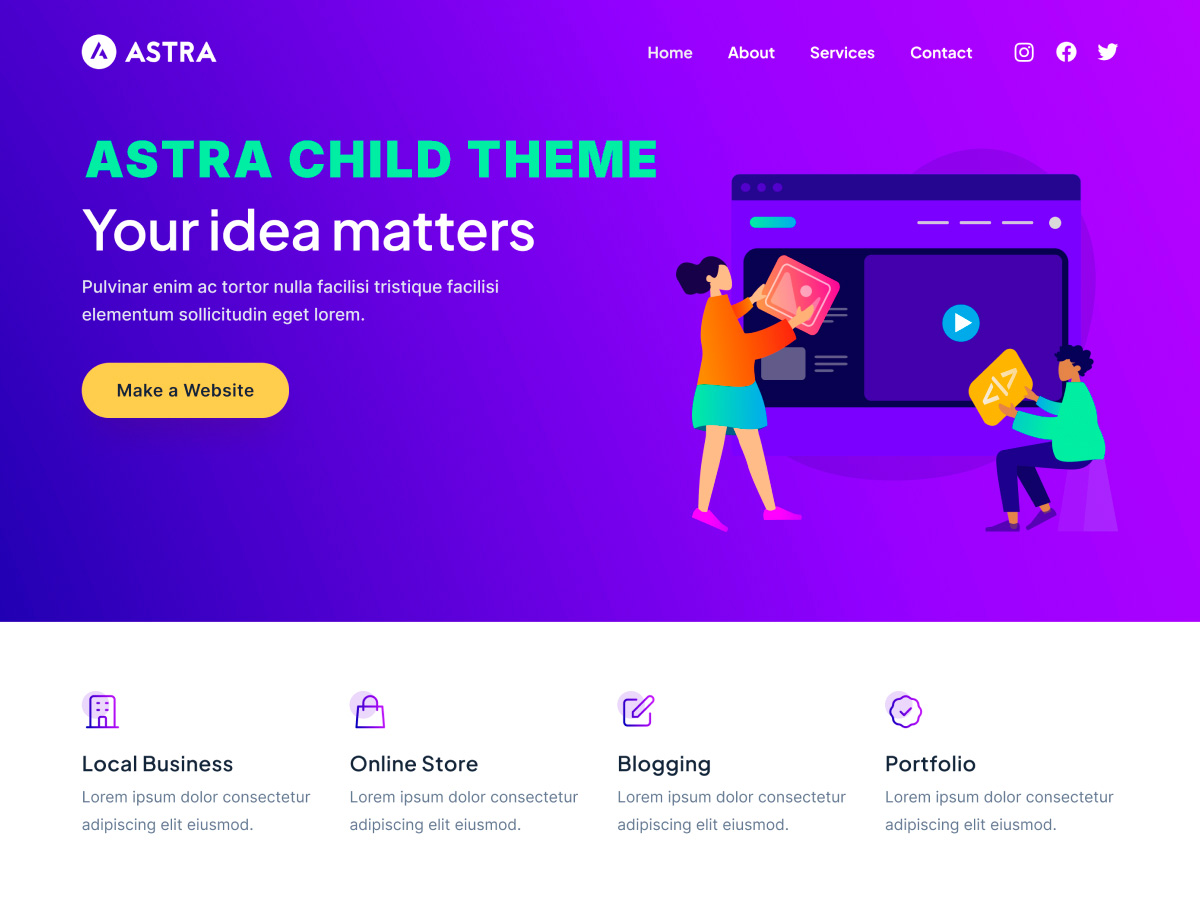 ASTRA
Home About Services Contact
ASTRA CHILD THEME
Your idea matters
Pulvinar enim ac tortor nulla facilisi tristique facilisi
elementum sollicitudin eget lorem.
Make a Website
</>
Local Business
Lorem ipsum dolor consectetur
adipiscing elit eiusmod.
Online Store
Lorem ipsum dolor consectetur
adipiscing elit eiusmod.
Blogging
Lorem ipsum dolor consectetur
adipiscing elit eiusmod.
Portfolio
Lorem ipsum dolor consectetur
adipiscing elit eiusmod.